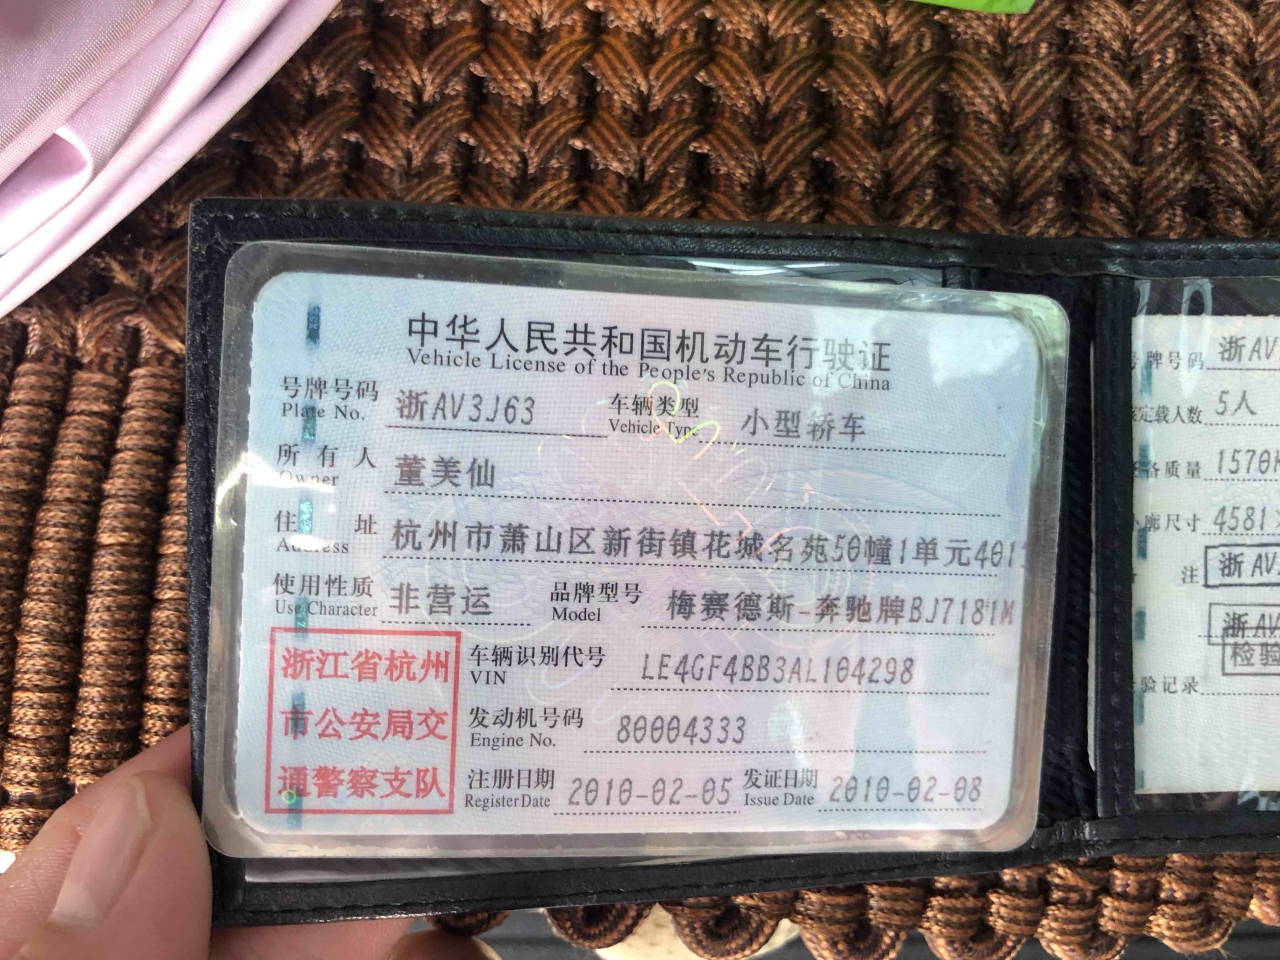 中华人民共和国机动车行驶证
Vehicle License of the People's Republic of China
号牌号码 浙AV3J63 车辆类型 小型轿车
Plate No. Vehicle Type
所有人 董美仙
Owner
住址 杭州市萧山区新街镇花城名苑50幢1单元401
Address
使用性质 非营运 品牌型号 梅赛德斯-奔驰牌BJ7181M
Use Character Model
浙江省杭州
市公安局交
通警察支队
车辆识别代号 LE4GF4BB3AL104298
VIN
发动机号码 80004333
Engine No.
注册日期 2010-02-05 发证日期 2010-02-08
Register Date Issue Date
号牌号码 浙AV
定载人数 5人
质量 1570
廓尺寸 4581
注 浙AV
浙AV
检验
验记录